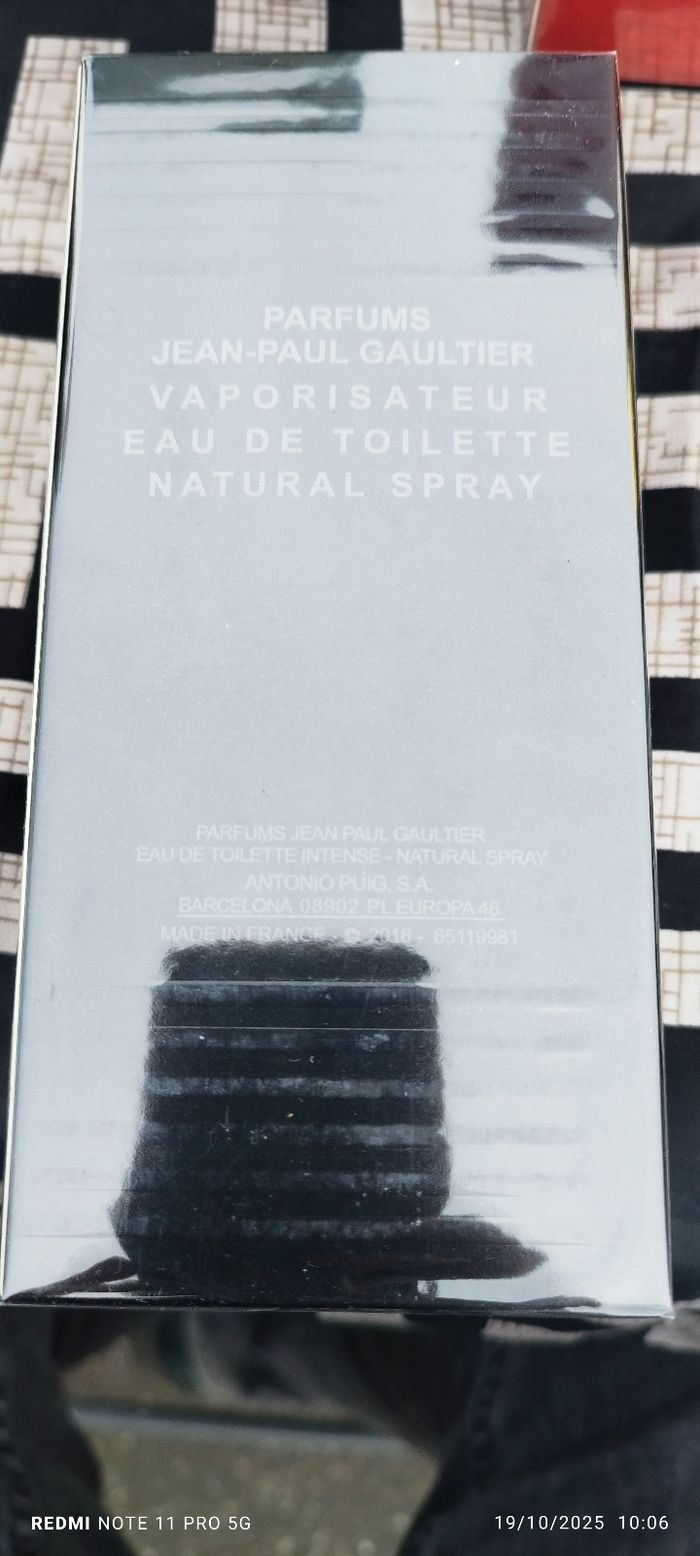 PARFUMS
JEAN-PAUL GAULTIER
VAPORISATEUR
EAU DE TOILETTE
NATURAL SPRAY
PARFUMS JEAN PAUL GAULTIER
EAU DE TOILETTE INTENSE - NATURAL SPRAY
ANTONIO PUIG, S.A.
BARCELONA 08902 PL EUROPA 46
MADE IN FRANCE - © 2016 - 65119981
REDMI NOTE 11 PRO 5G
19/10/2025 10:06